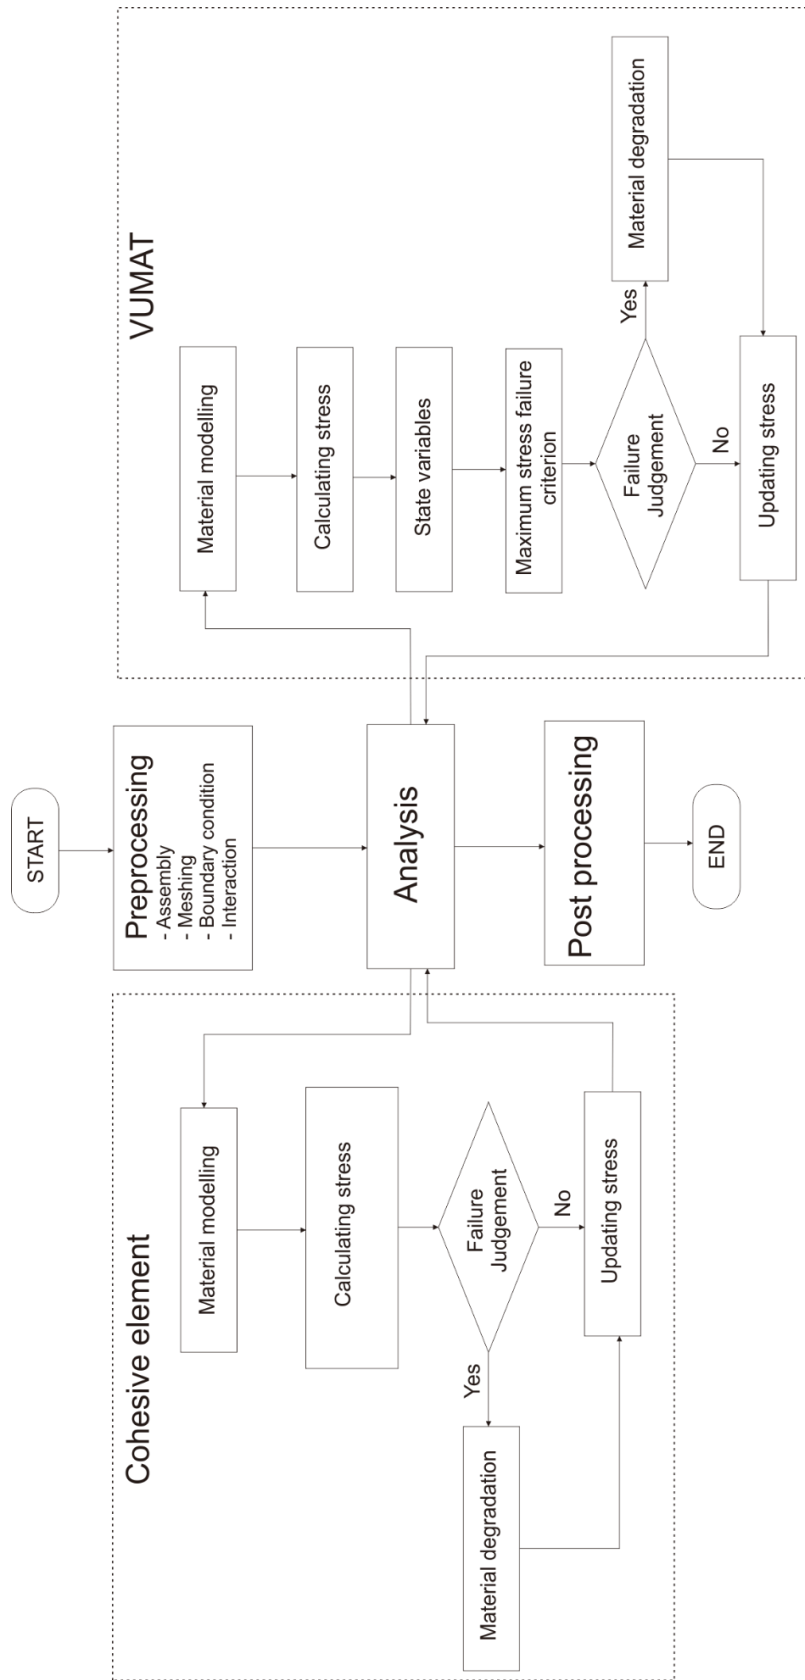 START
Preprocessing
- Assembly
- Meshing
- Boundary condition
- Interaction
Analysis
Post processing
END
Cohesive element
Material modelling
Calculating stress
Failure
Judgement
Yes
No
Material degradation
Updating stress
VUMAT
Material modelling
Calculating stress
State variables
Maximum stress failure
criterion
Failure
Judgement
Yes
No
Material degradation
Updating stress